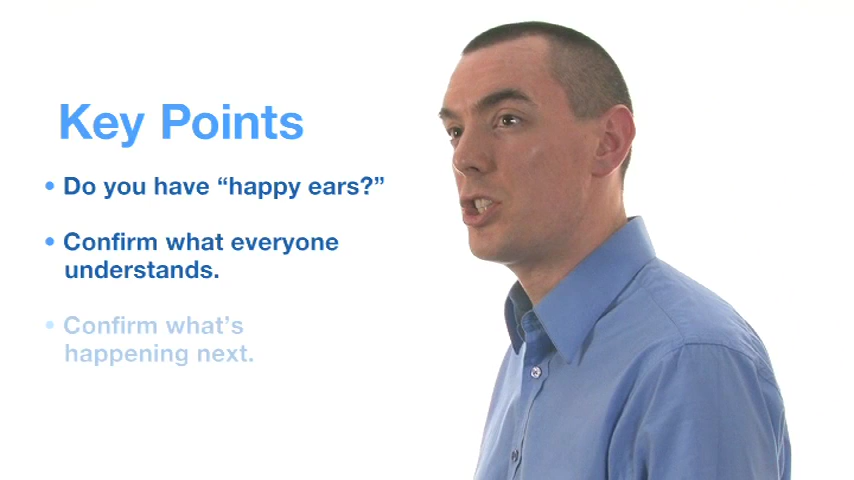 Key Points
• Do you have “happy ears?”
• Confirm what everyone
understands.
• Confirm what’s
happening next.